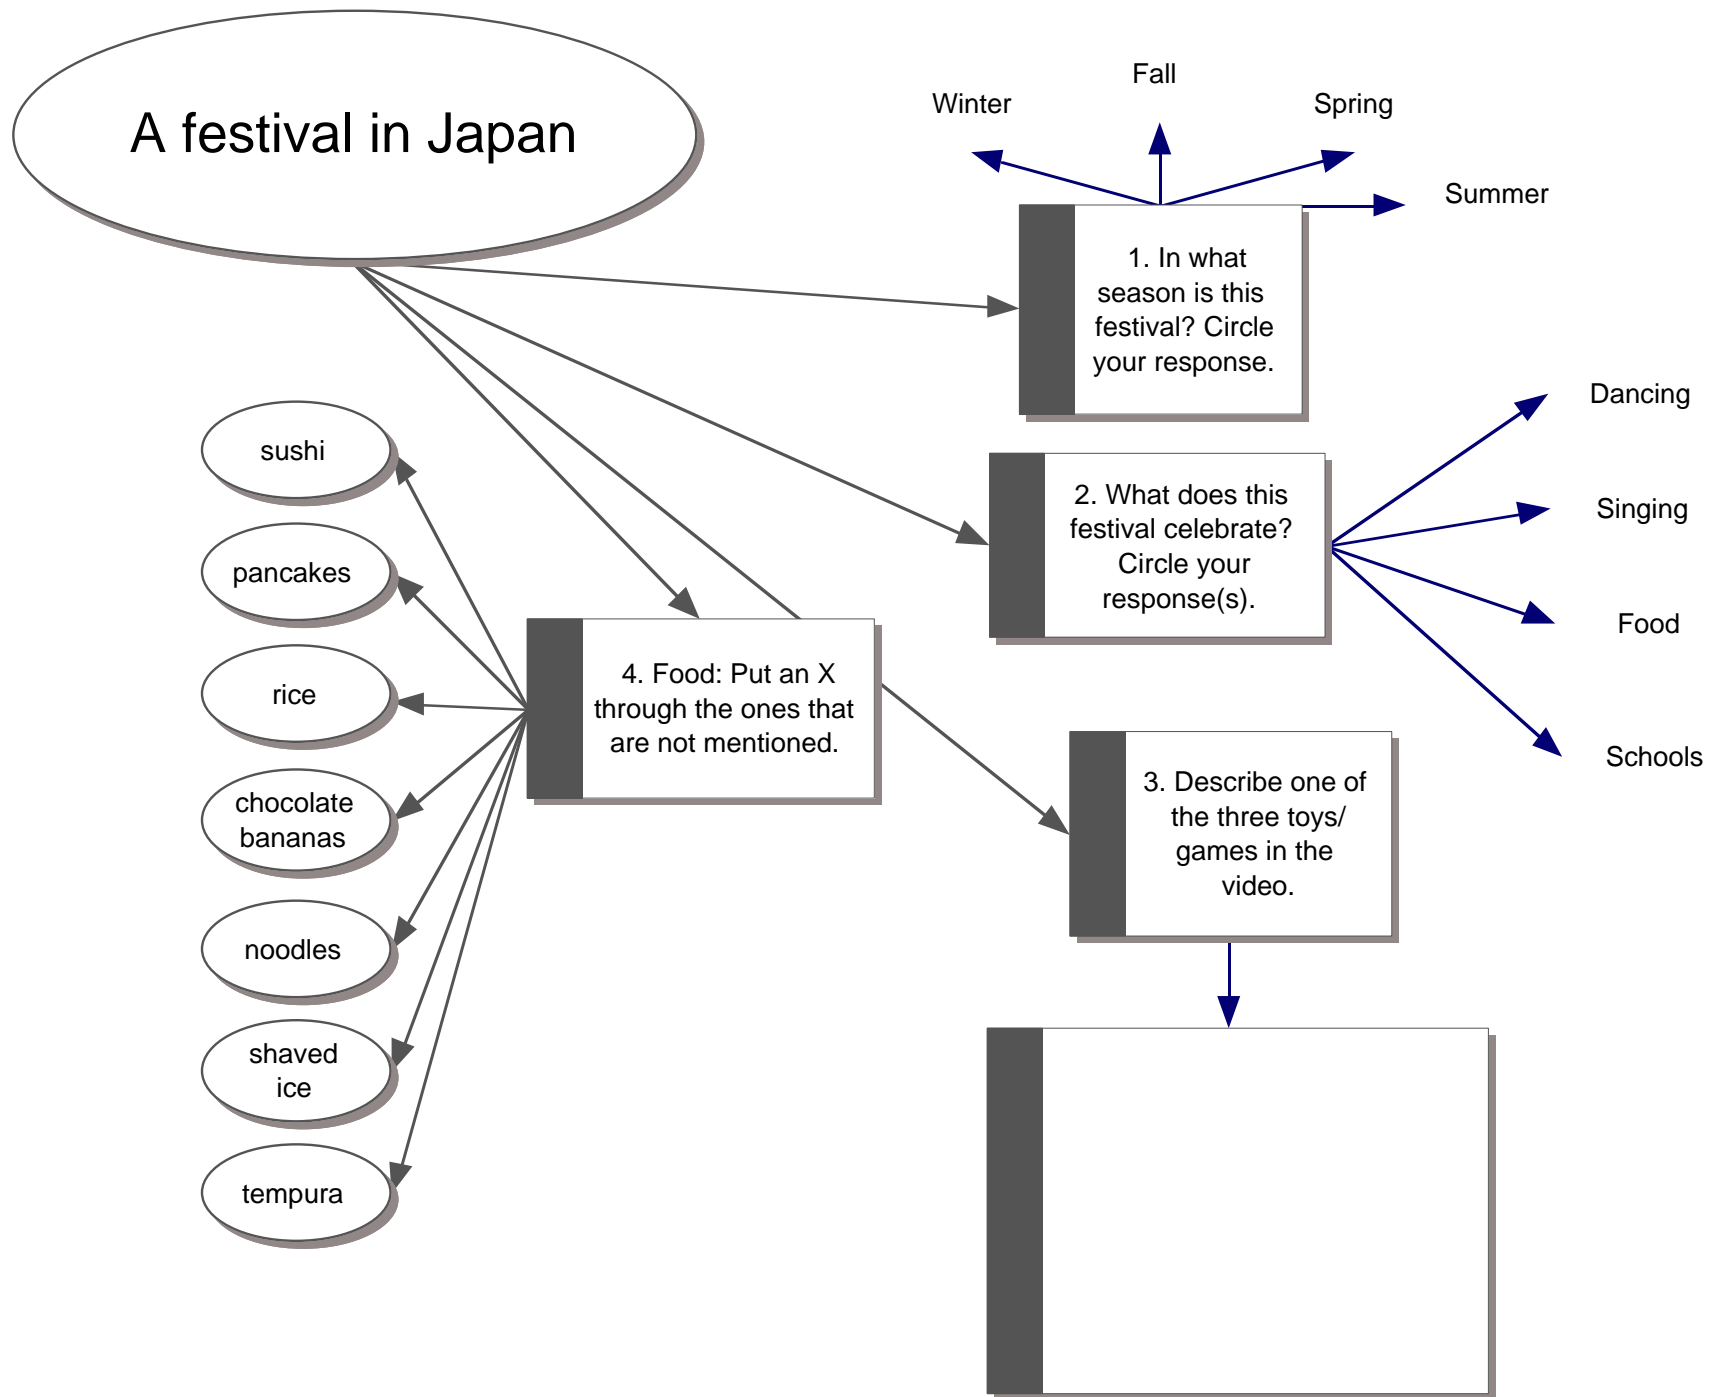 A festival in Japan
Fall
Winter
Spring
Summer
1. In what
season is this
festival? Circle
your response.
Dancing
Singing
Food
Schools
2. What does this
festival celebrate?
Circle your
response(s).
3. Describe one of
the three toys/
games in the
video.
4. Food: Put an X
through the ones that
are not mentioned.
sushi
pancakes
rice
chocolate
bananas
noodles
shaved
ice
tempura